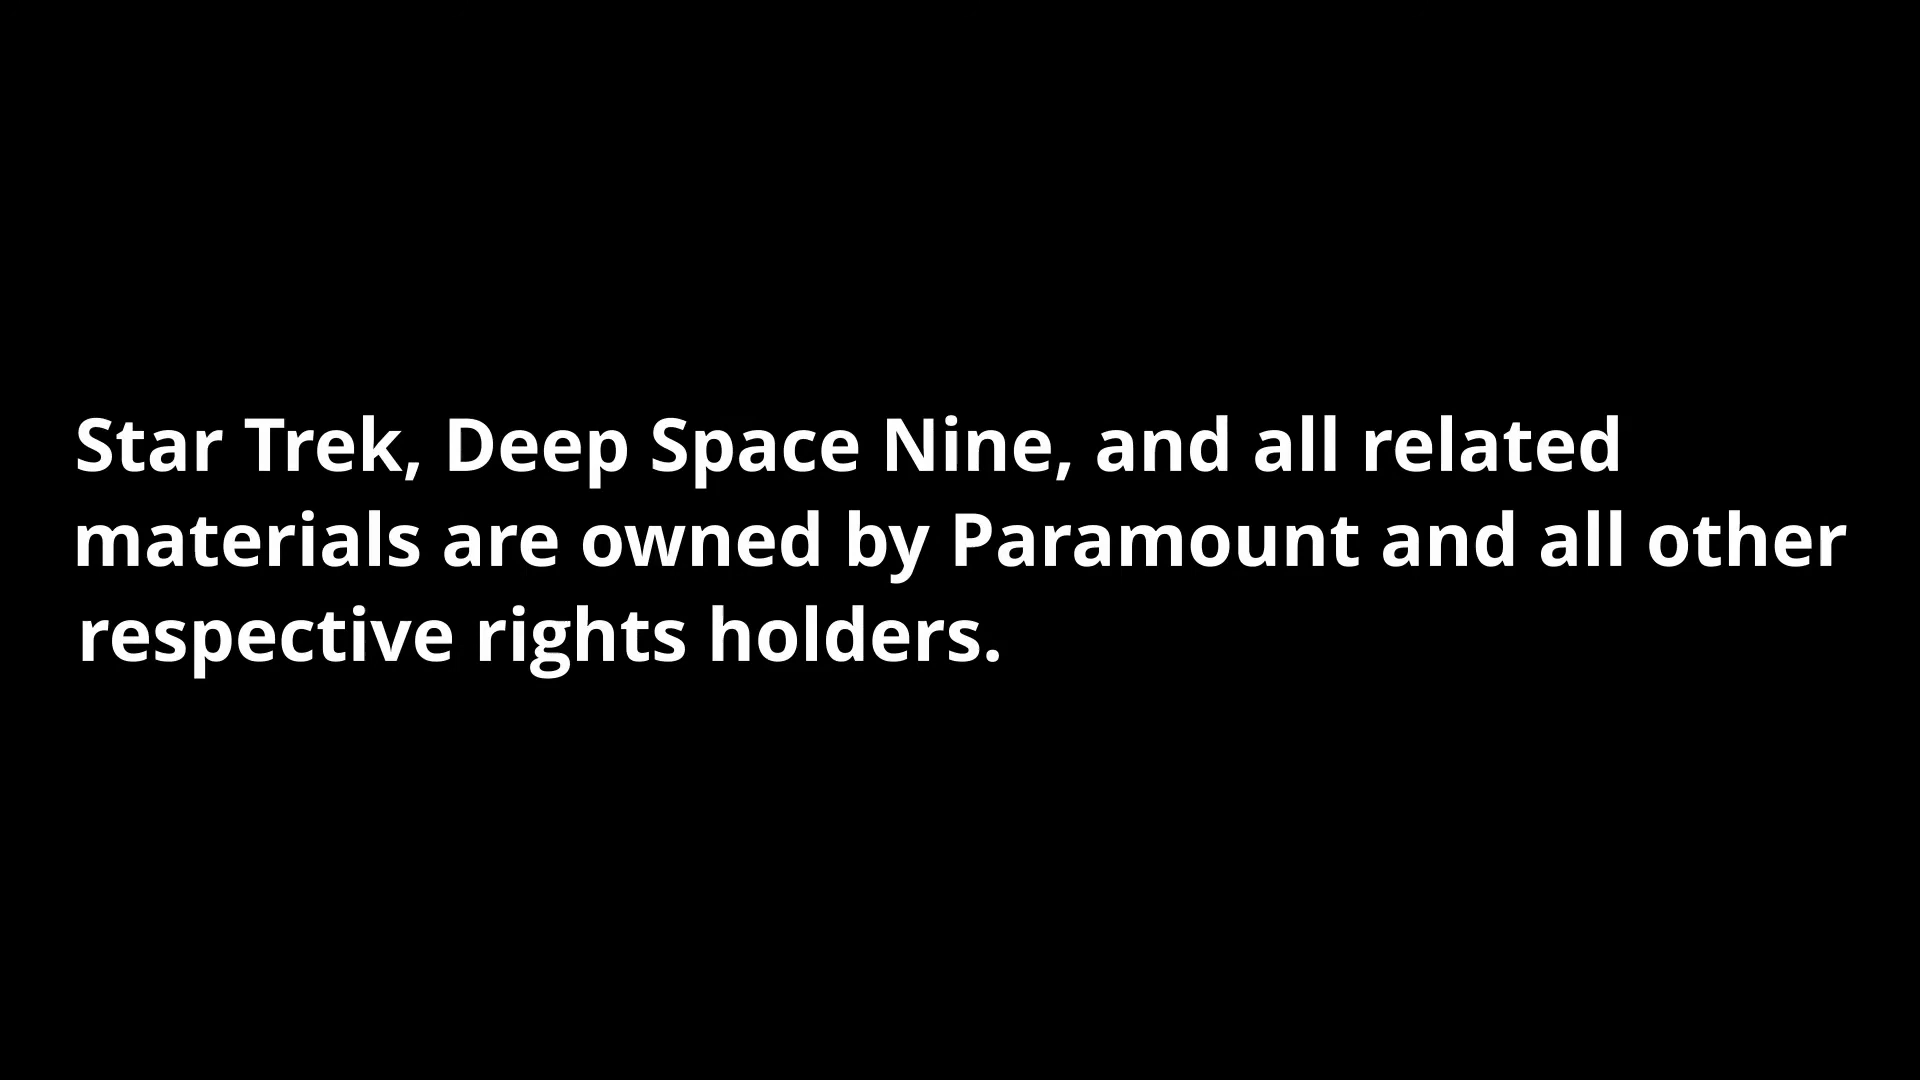 Star Trek, Deep Space Nine, and all related
materials are owned by Paramount and all other
respective rights holders.